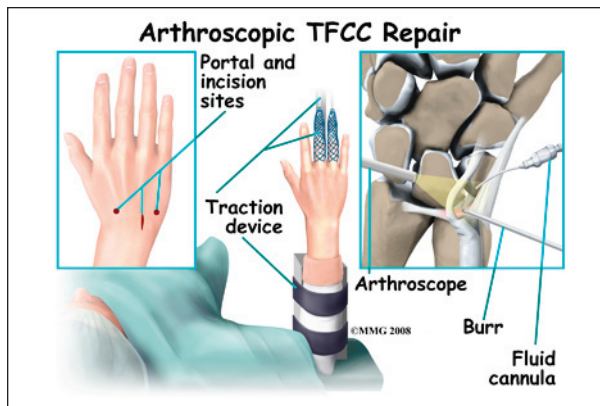 Arthroscopic TFCC Repair
Portal and
incision
sites
Traction
device
Arthroscope
©MMG 2008
Burr
Fluid
cannula